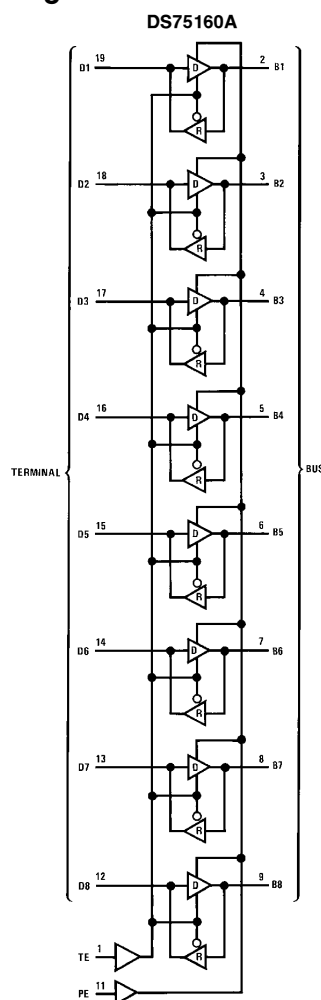 DS75160A
D1 19 D 2 B1
R
D2 18 D 3 B2
R
D3 17 D 4 B3
R
D4 16 D 5 B4
R
TERMINAL BUS
D5 15 D 6 B5
R
D6 14 D 7 B6
R
D7 13 D 8 B7
R
D8 12 D 9 B8
R
TE 1
PE 11